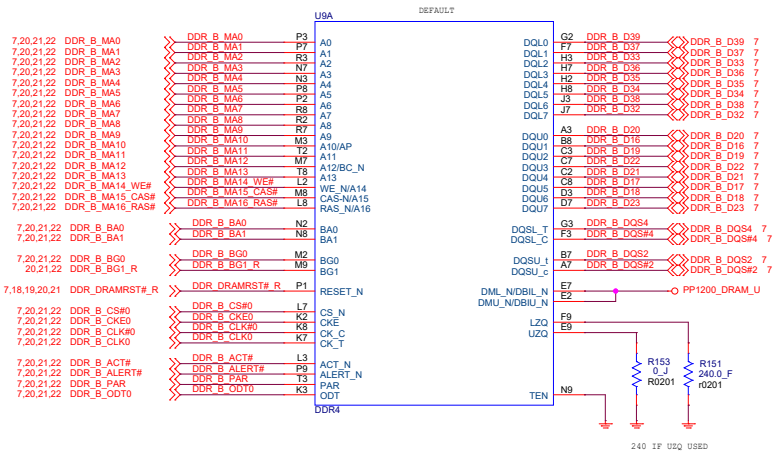 DEFAULT
U9A
7,20,21,22 DDR_B_MA0 DDR_B_MA0 P3 A0 DQL0 G2 DDR_B_D39 DDR_B_D39 7
7,20,21,22 DDR_B_MA1 DDR_B_MA1 P7 A1 DQL1 F7 DDR_B_D37 DDR_B_D37 7
7,20,21,22 DDR_B_MA2 DDR_B_MA2 R3 A2 DQL2 H3 DDR_B_D33 DDR_B_D33 7
7,20,21,22 DDR_B_MA3 DDR_B_MA3 N7 A3 DQL3 H7 DDR_B_D36 DDR_B_D36 7
7,20,21,22 DDR_B_MA4 DDR_B_MA4 N3 A4 DQL4 H2 DDR_B_D35 DDR_B_D35 7
7,20,21,22 DDR_B_MA5 DDR_B_MA5 P8 A5 DQL5 H8 DDR_B_D34 DDR_B_D34 7
7,20,21,22 DDR_B_MA6 DDR_B_MA6 P2 A6 DQL6 J3 DDR_B_D38 DDR_B_D38 7
7,20,21,22 DDR_B_MA7 DDR_B_MA7 R8 A7 DQL7 J7 DDR_B_D32 DDR_B_D32 7
7,20,21,22 DDR_B_MA8 DDR_B_MA8 R2 A8
7,20,21,22 DDR_B_MA9 DDR_B_MA9 R7 A9 DQU0 A3 DDR_B_D20 DDR_B_D20 7
7,20,21,22 DDR_B_MA10 DDR_B_MA10 M3 A10/AP DQU1 B8 DDR_B_D16 DDR_B_D16 7
7,20,21,22 DDR_B_MA11 DDR_B_MA11 T2 A11 DQU2 C3 DDR_B_D19 DDR_B_D19 7
7,20,21,22 DDR_B_MA12 DDR_B_MA12 M7 A12/BC_N DQU3 C7 DDR_B_D22 DDR_B_D22 7
7,20,21,22 DDR_B_MA13 DDR_B_MA13 T8 A13 DQU4 C2 DDR_B_D21 DDR_B_D21 7
7,20,21,22 DDR_B_MA14_WE# DDR_B_MA14_WE# L2 WE_N/A14 DQU5 C8 DDR_B_D17 DDR_B_D17 7
7,20,21,22 DDR_B_MA15_CAS# DDR_B_MA15_CAS# M8 CAS-N/A15 DQU6 D3 DDR_B_D18 DDR_B_D18 7
7,20,21,22 DDR_B_MA16_RAS# DDR_B_MA16_RAS# L8 RAS_N/A16 DQU7 D7 DDR_B_D23 DDR_B_D23 7
7,20,21,22 DDR_B_BA0 DDR_B_BA0 N2 BA0 DQSL_T G3 DDR_B_DQS4 DDR_B_DQS4 7
7,20,21,22 DDR_B_BA1 DDR_B_BA1 N8 BA1 DQSL_C F3 DDR_B_DQS#4 DDR_B_DQS#4 7
7,20,21,22 DDR_B_BG0 DDR_B_BG0 M2 BG0 DQSU_t B7 DDR_B_DQS2 DDR_B_DQS2 7
20,21,22 DDR_B_BG1_R DDR_B_BG1_R M9 BG1 DQSU_c A7 DDR_B_DQS#2 DDR_B_DQS#2 7
7,18,19,20,21 DDR_DRAMRST#_R DDR_DRAMRST#_R P1 RESET_N DML_N/DBIL_N E7 PP1200_DRAM_U
DMU_N/DBIU_N E2
7,20,21,22 DDR_B_CS#0 DDR_B_CS#0 L7 CS_N
7,20,21,22 DDR_B_CKE0 DDR_B_CKE0 K2 CKE LZQ F9
7,20,21,22 DDR_B_CLK#0 DDR_B_CLK#0 K8 CK_C UZQ E9
7,20,21,22 DDR_B_CLK0 DDR_B_CLK0 K7 CK_T
7,20,21,22 DDR_B_ACT# DDR_B_ACT# L3 ACT_N R153 R151
7,20,21,22 DDR_B_ALERT# DDR_B_ALERT# P9 ALERT_N 0_J 240.0_F
7,20,21,22 DDR_B_PAR DDR_B_PAR T3 PAR R0201 r0201
7,20,21,22 DDR_B_ODT0 DDR_B_ODT0 K3 ODT TEN N9
DDR4
240 IF UZQ USED